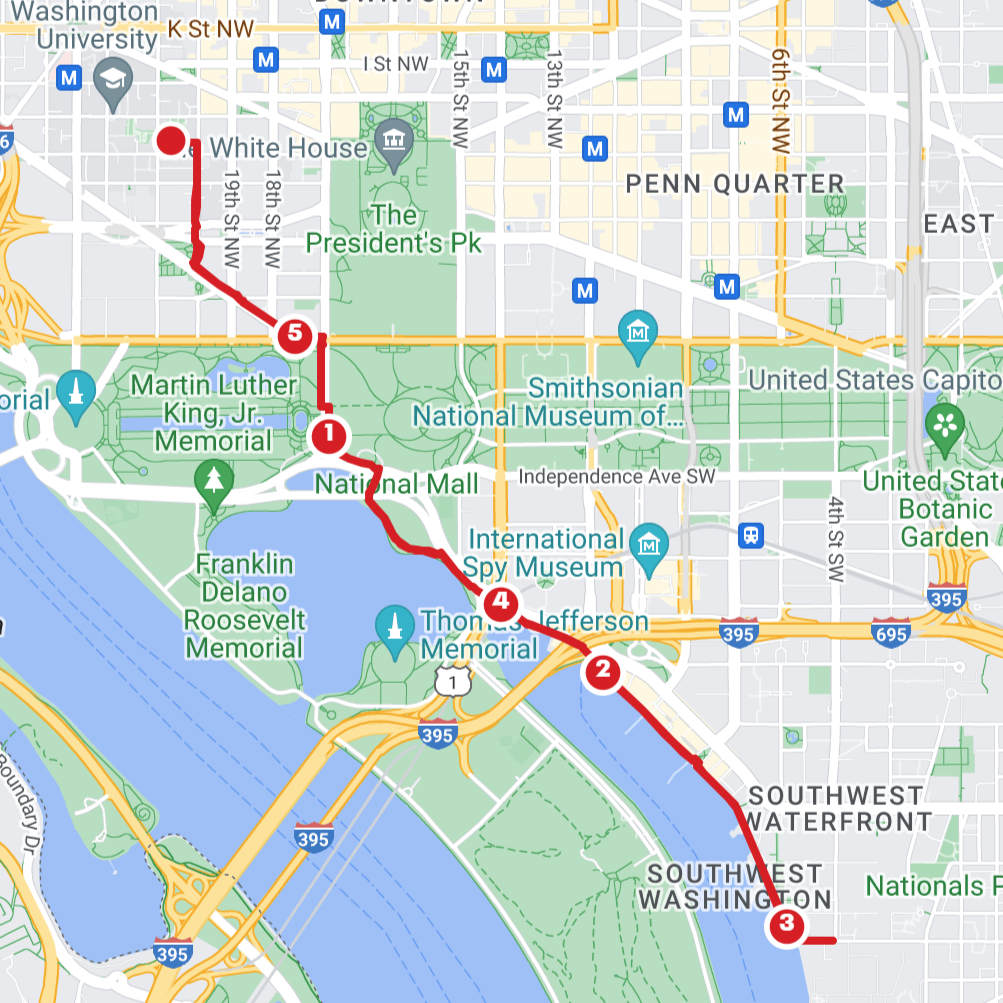 DOWNTOWN
Washington
University
K St NW
M
M
M
M
I St NW
15th St NW
13th St NW
6th St NW
M
M
6
White House
19th St NW
18th St NW
The
President's Pk
PENN QUARTER
EAST
M
M
5
Smithsonian
National Museum of...
United States Capito
Martin Luther
King, Jr.
Memorial
orial
1
National Mall
Independence Ave SW
United State
Botanic
Garden
4th St SW
International
Spy Museum
Franklin
Delano
Roosevelt
Memorial
4
Thomas Jefferson
Memorial
395
395
695
2
1
395
Boundary Dr
395
SOUTHWEST
WATERFRONT
SOUTHWEST
WASHINGTON
Nationals P
3
395